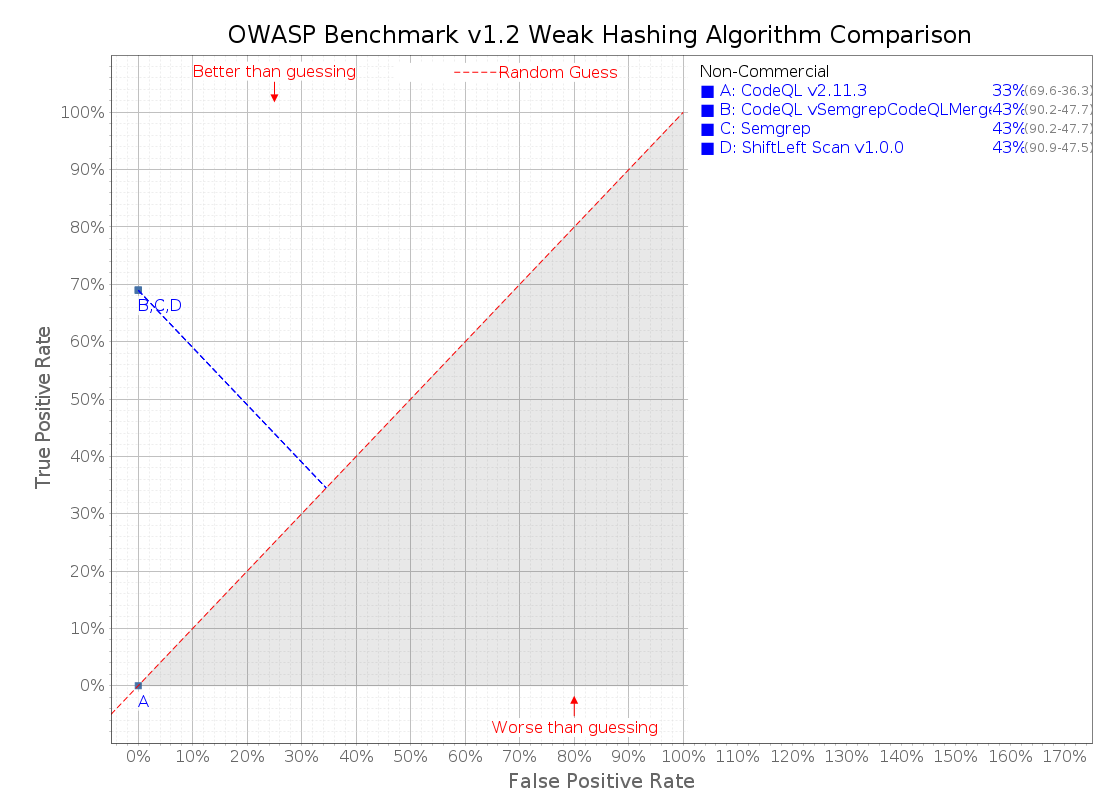 OWASP Benchmark v1.2 Weak Hashing Algorithm Comparison
Better than guessing
Random Guess
Non-Commercial
A: CodeQL v2.11.3 33% (69.6-36.3)
B: CodeQL vSemgrepCodeQLMerge 43% (90.2-47.7)
C: Semgrep 43% (90.2-47.7)
D: ShiftLeft Scan v1.0.0 43% (90.9-47.5)
100%
90%
80%
70%
60%
50%
40%
30%
20%
10%
0%
True Positive Rate
B,C,D
A
Worse than guessing
0% 10% 20% 30% 40% 50% 60% 70% 80% 90% 100% 110% 120% 130% 140% 150% 160% 170%
False Positive Rate